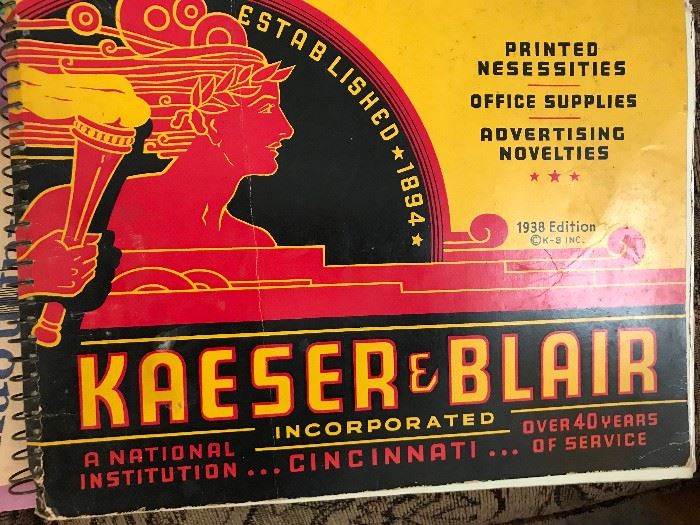 ESTABLISHED ★ 1894 ★
PRINTED
NESESSITIES
OFFICE SUPPLIES
ADVERTISING
NOVELTIES
★ ★ ★
1938 Edition
© K-B INC.
KAESER & BLAIR
INCORPORATED
A NATIONAL
INSTITUTION ... CINCINNATI ...
OVER 40 YEARS
OF SERVICE